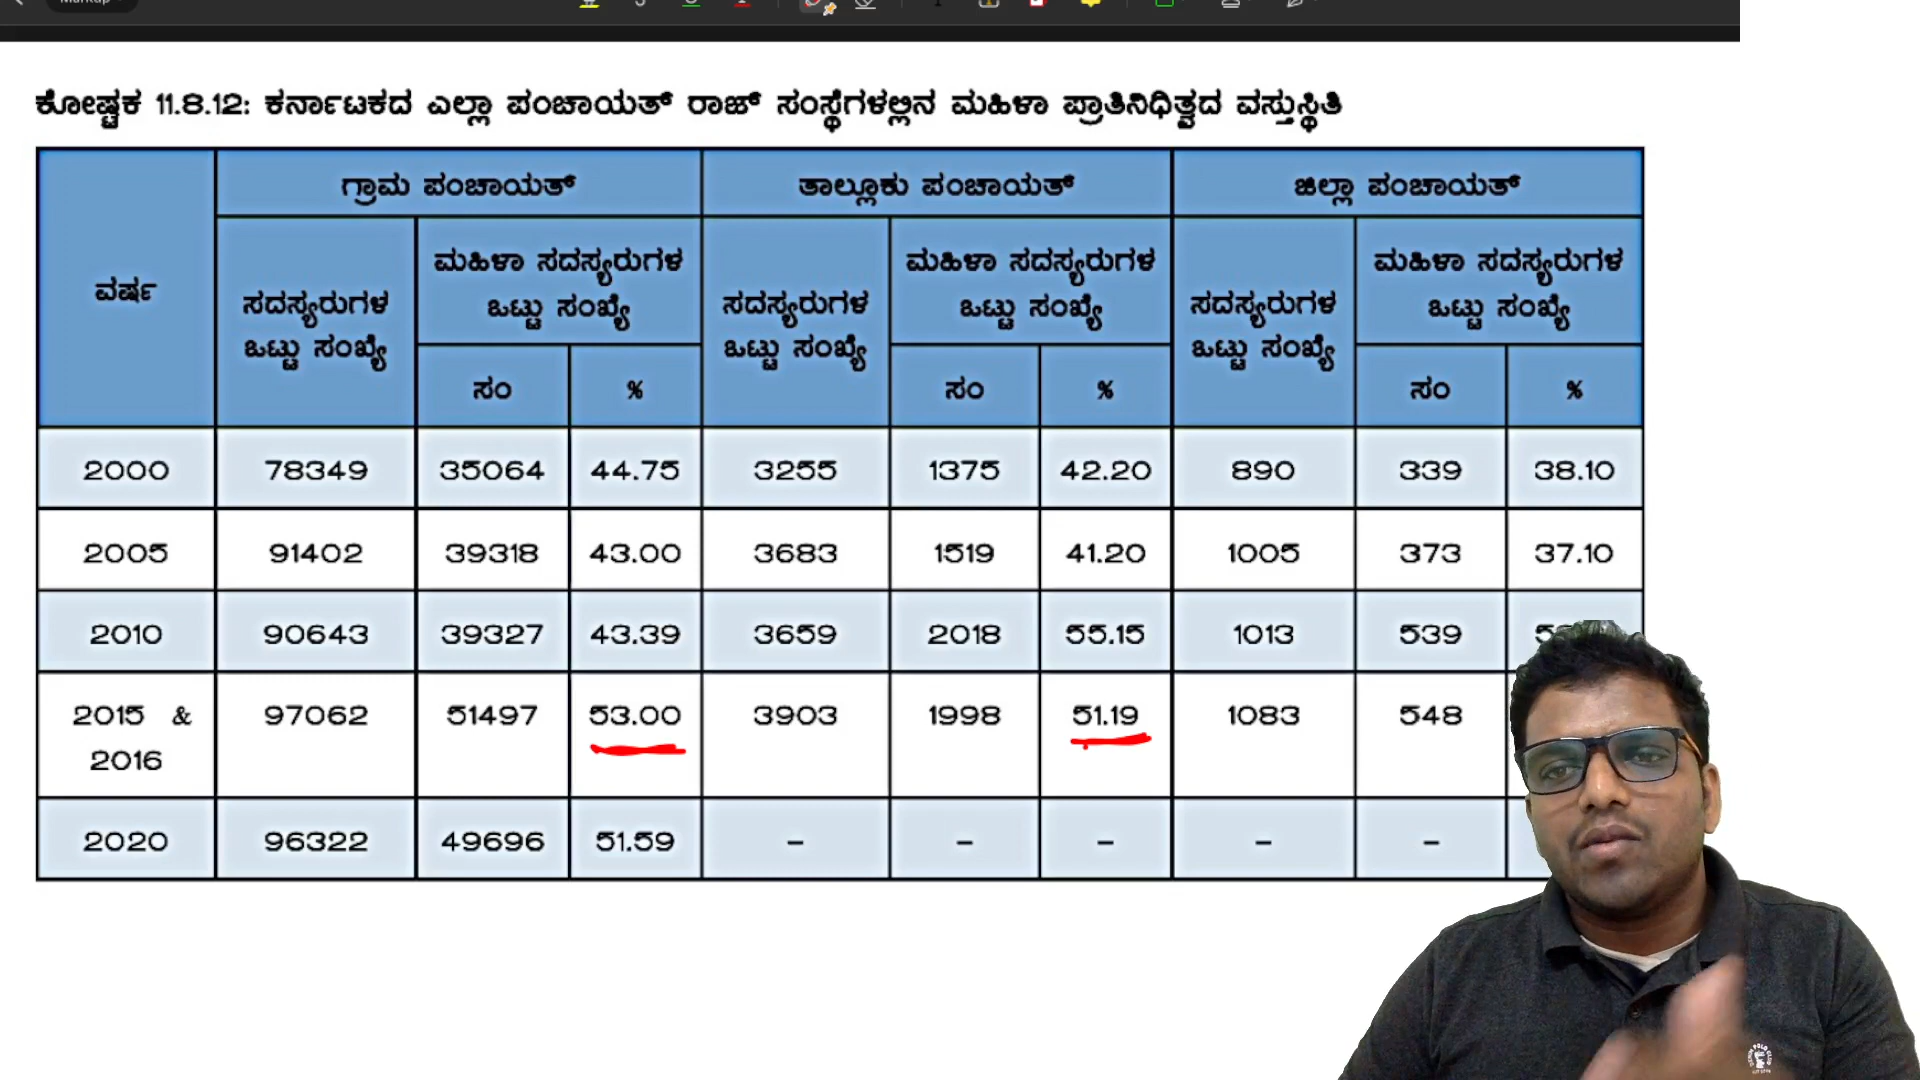 ಕೋಷ್ಟಕ 11.8.12: ಕರ್ನಾಟಕದ ಎಲ್ಲಾ ಪಂಚಾಯತ್ ರಾಜ್ ಸಂಸ್ಥೆಗಳಲ್ಲಿನ ಮಹಿಳಾ ಪ್ರಾತಿನಿಧಿತ್ವದ ವಸ್ತುಸ್ಥಿತಿ
ವರ್ಷ ಗ್ರಾಮ ಪಂಚಾಯತ್ ತಾಲ್ಲೂಕು ಪಂಚಾಯತ್ ಜಿಲ್ಲಾ ಪಂಚಾಯತ್
ಸದಸ್ಯರುಗಳ ಒಟ್ಟು ಸಂಖ್ಯೆ ಮಹಿಳಾ ಸದಸ್ಯರುಗಳ ಒಟ್ಟು ಸಂಖ್ಯೆ ಸದಸ್ಯರುಗಳ ಒಟ್ಟು ಸಂಖ್ಯೆ ಮಹಿಳಾ ಸದಸ್ಯರುಗಳ ಒಟ್ಟು ಸಂಖ್ಯೆ ಸದಸ್ಯರುಗಳ ಒಟ್ಟು ಸಂಖ್ಯೆ ಮಹಿಳಾ ಸದಸ್ಯರುಗಳ ಒಟ್ಟು ಸಂಖ್ಯೆ
ಸಂ % ಸಂ % ಸಂ %
2000 78349 35064 44.75 3255 1375 42.20 890 339 38.10
2005 91402 39318 43.00 3683 1519 41.20 1005 373 37.10
2010 90643 39327 43.39 3659 2018 55.15 1013 539
2015 & 2016 97062 51497 53.00 3903 1998 51.19 1083 548
2020 96322 49696 51.59 – – – – –